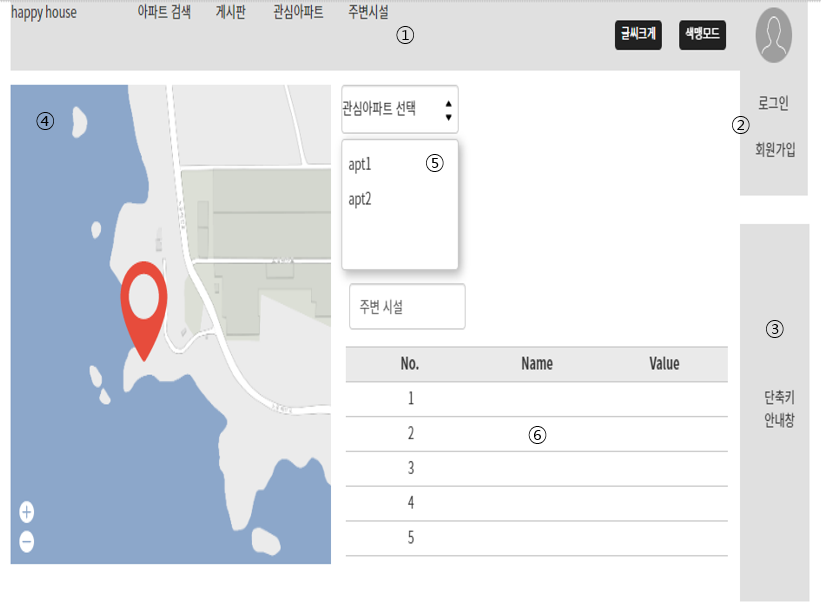 happy house 아파트 검색 게시판 관심아파트 주변시설
①
글씨크게 색맹모드
④
②
로그인
회원가입
관심아파트 선택
⑤
apt1
apt2
주변 시설
③
단축키
안내창
No. Name Value
1
2
⑥
3
4
5
+
−